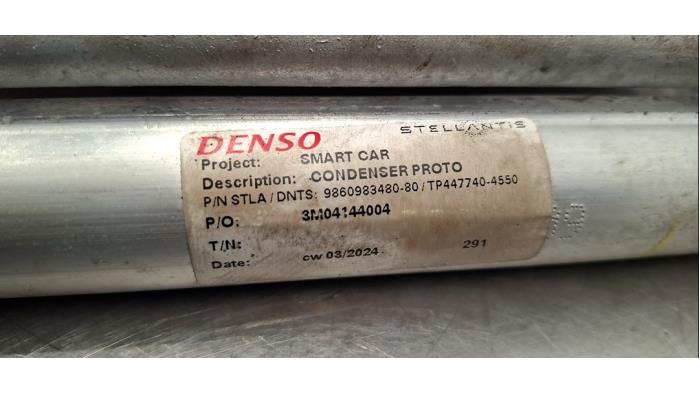 DENSO
STELLANTIS
Project: SMART CAR
Description: CONDENSER PROTO
P/N STLA / DNTS: 9860983480-80 / TP447740-4550
P/O: 3M04144004
T/N: 291
Date: cw 03/2024